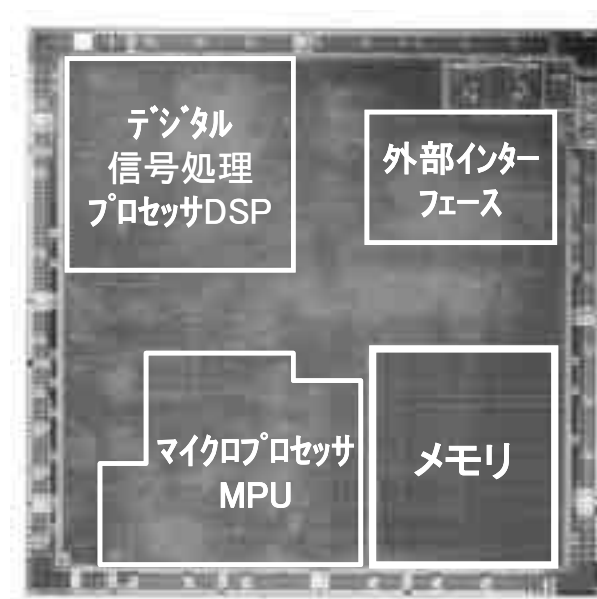 デジタル
信号処理
プロセッサDSP
外部インター
フェース
マイクロプロセッサ
MPU
メモリ